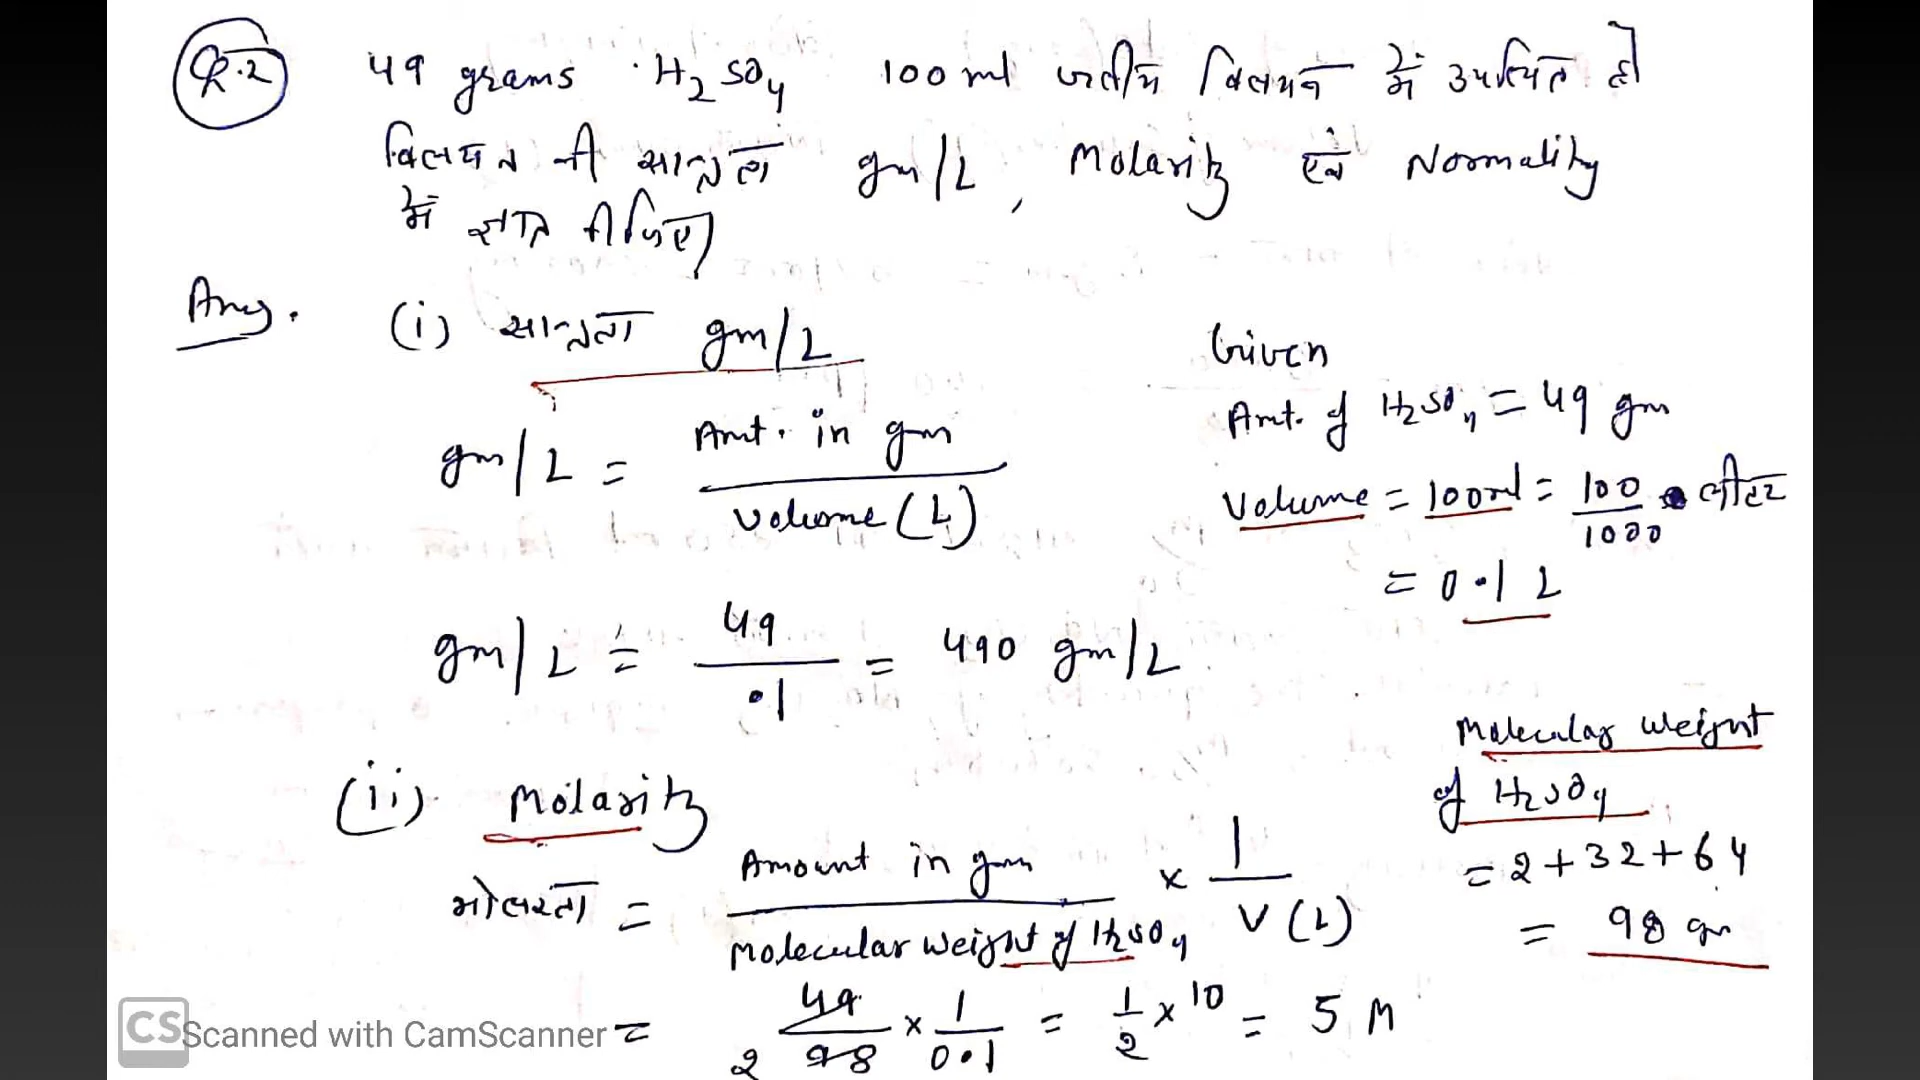 Q.2 49 grams H2SO4 100 ml जलीय विलयन में उपस्थित है।
विलयन की सान्द्रता gm/L, Molarity एवं Normality
में ज्ञात कीजिए।
Ans. (i) सान्द्रता gm/L
Given
Amt. of H2SO4 = 49 gm
gm/L = Amt. in gm / Volume (L)
Volume = 100ml = 100/1000 लीटर
= 0.1 L
gm/L = 49/.1 = 490 gm/L
Molecular weight
of H2SO4
= 2+32+64
= 98 gm
(ii) Molarity
मोलरता = Amount in gm / Molecular weight of H2SO4 × 1/V(L)
= 49/98 2 × 1/0.1 = 1/2 × 10 = 5 M
CS Scanned with CamScanner